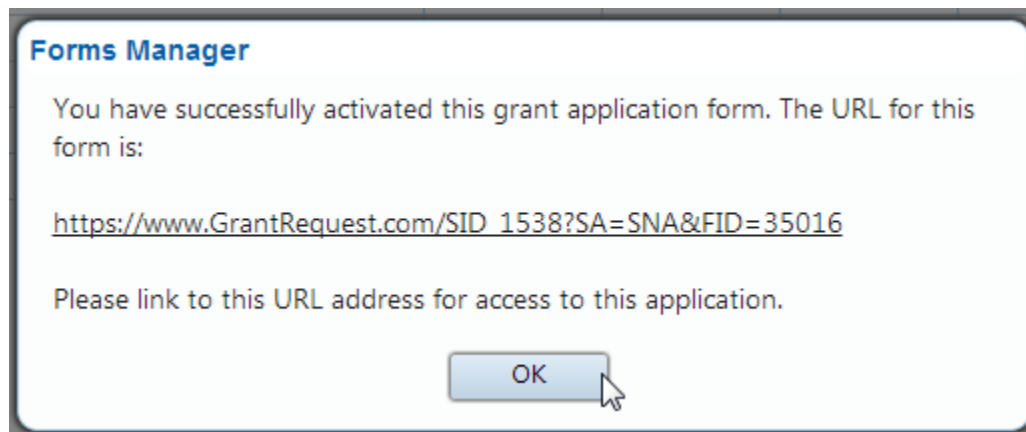 Forms Manager
You have successfully activated this grant application form. The URL for this
form is:
https://www.GrantRequest.com/SID_1538?SA=SNA&FID=35016
Please link to this URL address for access to this application.
OK